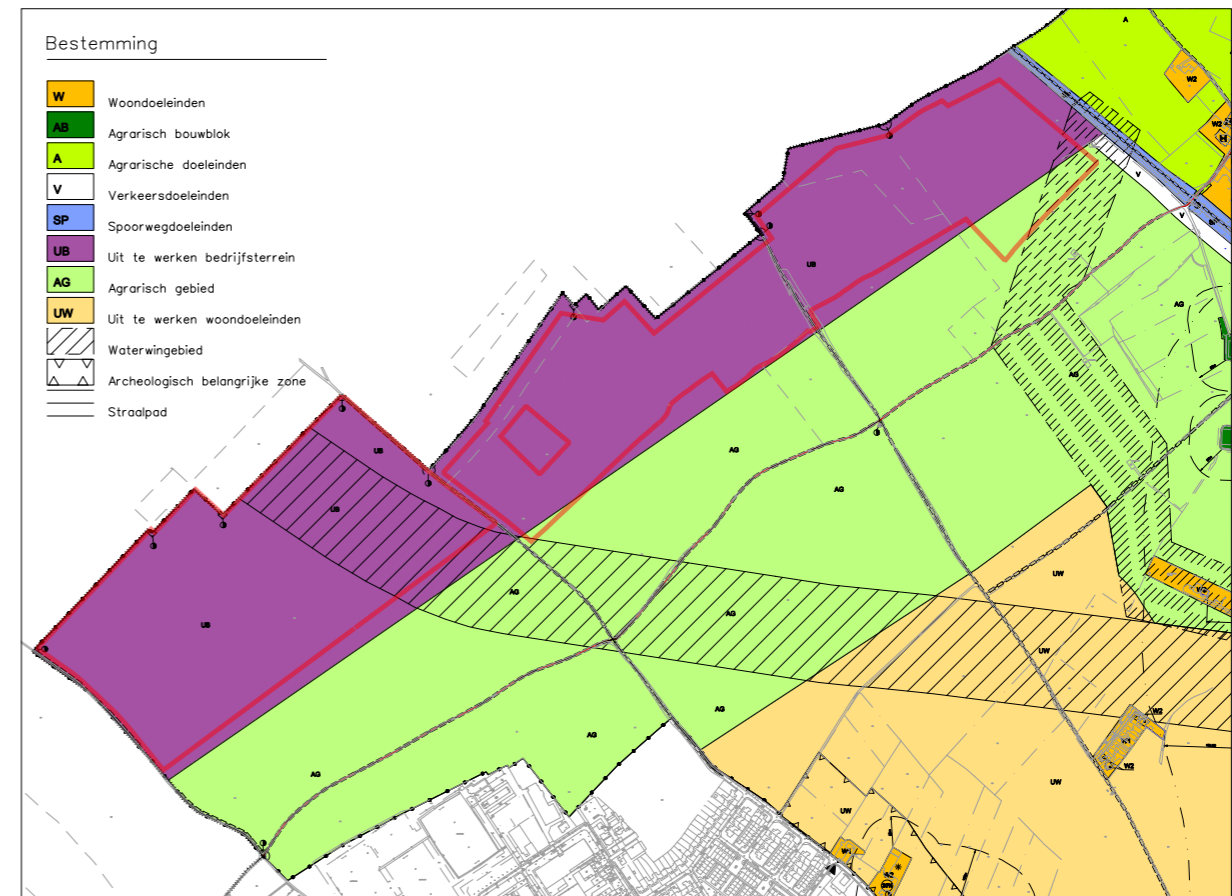 Bestemming
W Woondoeleinden
AB Agrarisch bouwblok
A Agrarische doeleinden
V Verkeersdoeleinden
SP Spoorwegdoeleinden
UB Uit te werken bedrijfsterrein
AG Agrarisch gebied
UW Uit te werken woondoeleinden
Waterwingebied
Archeologisch belangrijke zone
Straalpad
A
W2
W2
V
V
UB
AG
AG
UB
AG
UB
AG
UW
UB
AG
AG
UW
AG
W2
AG
W2
AG
UW
UW